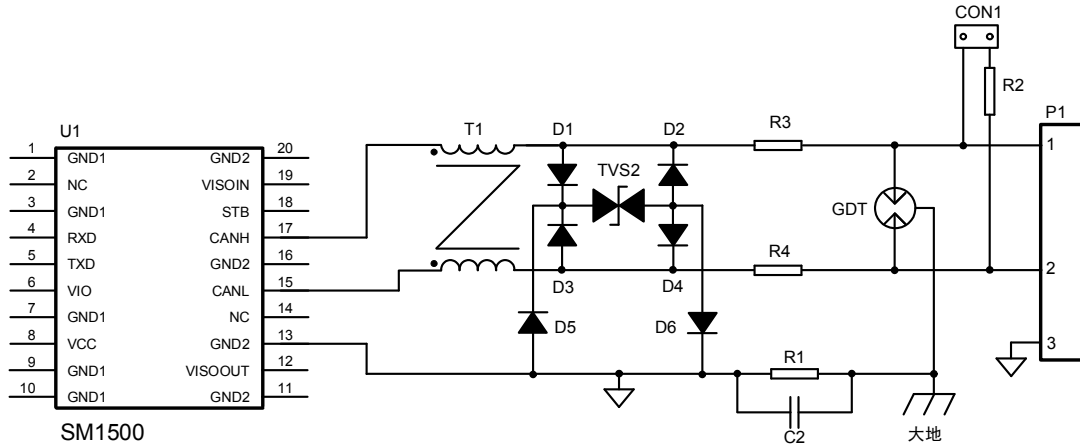 CON1
R2
P1
U1
T1
D1
D2
R3
1
1
GND1
GND2
20
TVS2
2
NC
VISOIN
19
3
GND1
STB
18
GDT
4
RXD
CANH
17
5
TXD
GND2
16
R4
2
6
VIO
CANL
15
D3
D4
7
GND1
NC
14
D5
D6
8
VCC
GND2
13
3
9
GND1
VISOOUT
12
R1
10
GND1
GND2
11
SM1500
C2
大地